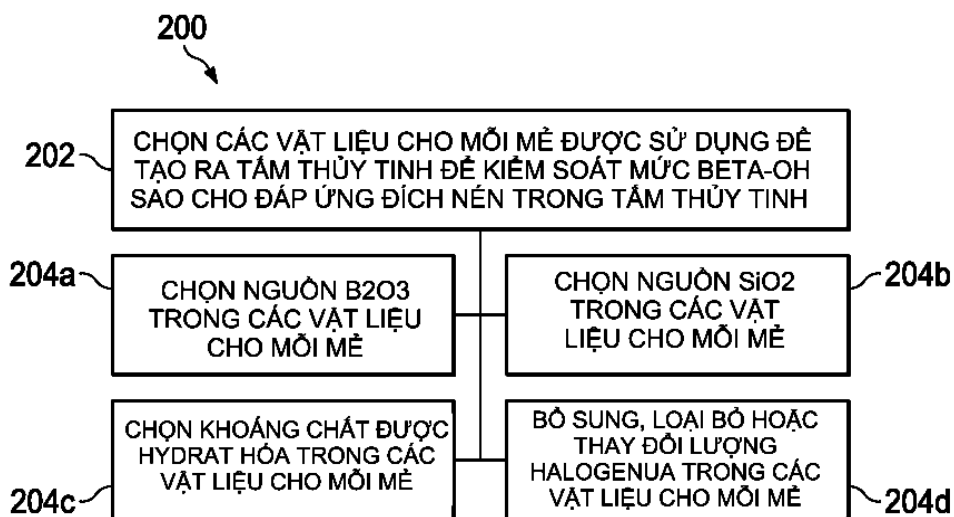 200
202
CHỌN CÁC VẬT LIỆU CHO MỖI MẺ ĐƯỢC SỬ DỤNG ĐỂ
TẠO RA TẤM THỦY TINH ĐỂ KIỂM SOÁT MỨC BETA-OH
SAO CHO ĐÁP ỨNG ĐÍCH NÉN TRONG TẤM THỦY TINH
204a
CHỌN NGUỒN B2O3
TRONG CÁC VẬT LIỆU
CHO MỖI MẺ
CHỌN NGUỒN SiO2
TRONG CÁC VẬT
LIỆU CHO MỖI MẺ
204b
CHỌN KHOÁNG CHẤT ĐƯỢC
HYDRAT HÓA TRONG CÁC
VẬT LIỆU CHO MỖI MẺ
204c
BỔ SUNG, LOẠI BỎ HOẶC
THAY ĐỔI LƯỢNG
HALOGENUA TRONG CÁC
VẬT LIỆU CHO MỖI MẺ
204d